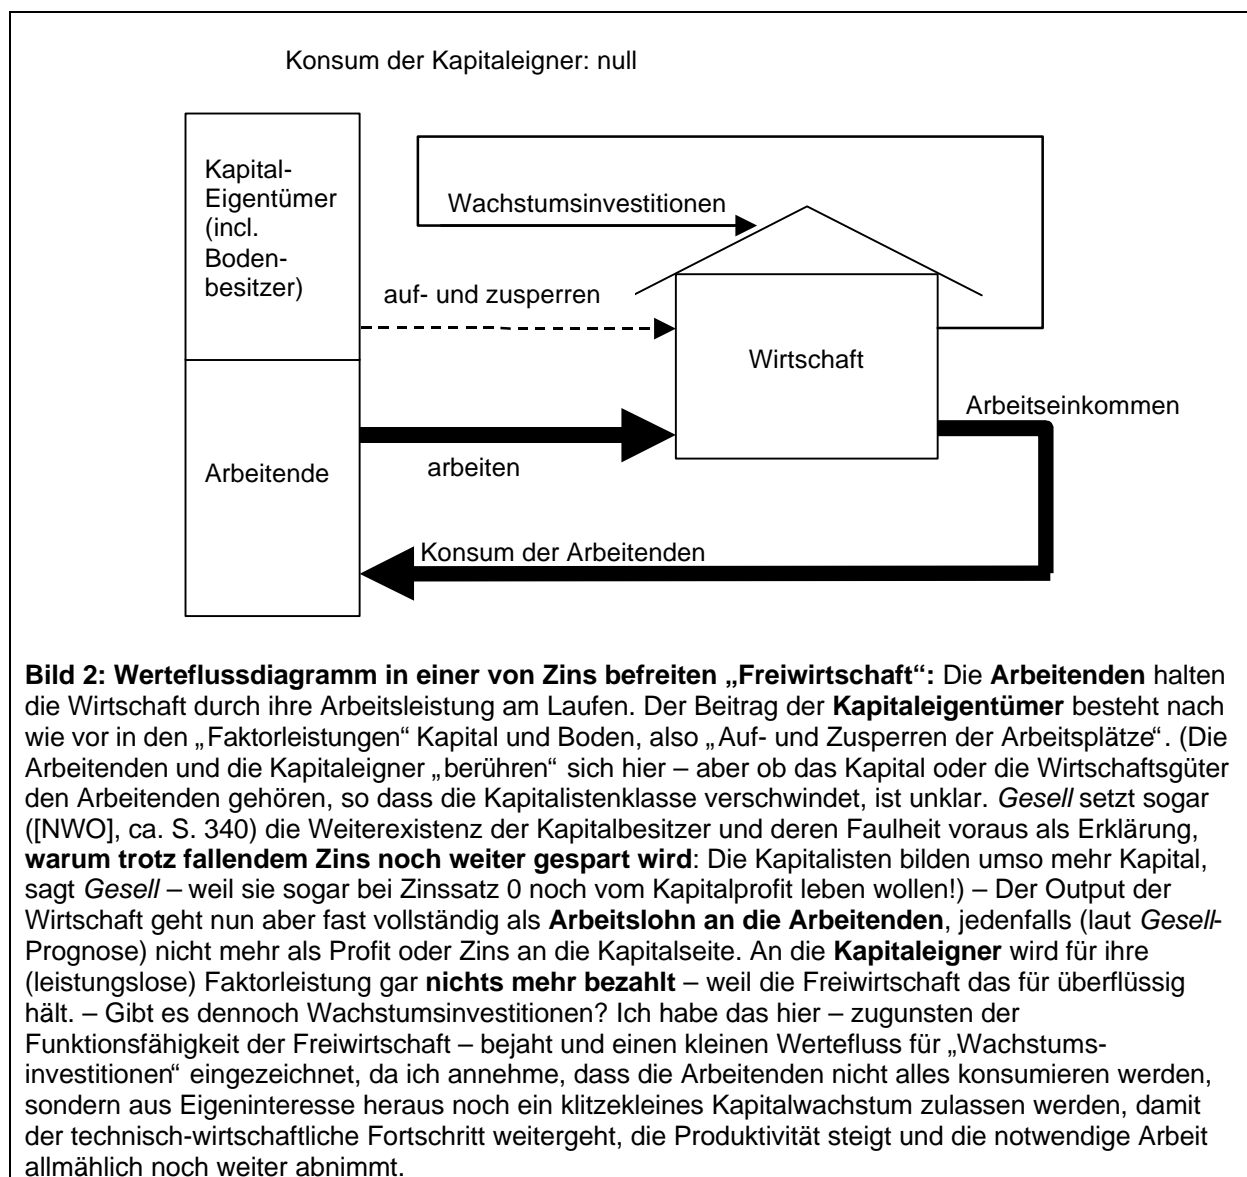 Konsum der Kapitaleigner: null
Kapital-
Eigentümer
(incl.
Boden-
besitzer)
Wachstumsinvestitionen
auf- und zusperren
Wirtschaft
Arbeitseinkommen
arbeiten
Arbeitende
Konsum der Arbeitenden
Bild 2: Werteflussdiagramm in einer von Zins befreiten „Freiwirtschaft“: Die Arbeitenden halten
die Wirtschaft durch ihre Arbeitsleistung am Laufen. Der Beitrag der Kapitaleigentümer besteht nach
wie vor in den „Faktorleistungen“ Kapital und Boden, also „Auf- und Zusperren der Arbeitsplätze“. (Die
Arbeitenden und die Kapitaleigner „berühren“ sich hier – aber ob das Kapital oder die Wirtschaftsgüter
den Arbeitenden gehören, so dass die Kapitalistenklasse verschwindet, ist unklar. Gesell setzt sogar
([NWO], ca. S. 340) die Weiterexistenz der Kapitalbesitzer und deren Faulheit voraus als Erklärung,
warum trotz fallendem Zins noch weiter gespart wird: Die Kapitalisten bilden umso mehr Kapital,
sagt Gesell – weil sie sogar bei Zinssatz 0 noch vom Kapitalprofit leben wollen!) – Der Output der
Wirtschaft geht nun aber fast vollständig als Arbeitslohn an die Arbeitenden, jedenfalls (laut Gesell-
Prognose) nicht mehr als Profit oder Zins an die Kapitalseite. An die Kapitaleigner wird für ihre
(leistungslose) Faktorleistung gar nichts mehr bezahlt – weil die Freiwirtschaft das für überflüssig
hält. – Gibt es dennoch Wachstumsinvestitionen? Ich habe das hier – zugunsten der
Funktionsfähigkeit der Freiwirtschaft – bejaht und einen kleinen Wertefluss für „Wachstums-
investitionen“ eingezeichnet, da ich annehme, dass die Arbeitenden nicht alles konsumieren werden,
sondern aus Eigeninteresse heraus noch ein klitzekleines Kapitalwachstum zulassen werden, damit
der technisch-wirtschaftliche Fortschritt weitergeht, die Produktivität steigt und die notwendige Arbeit
allmählich noch weiter abnimmt.